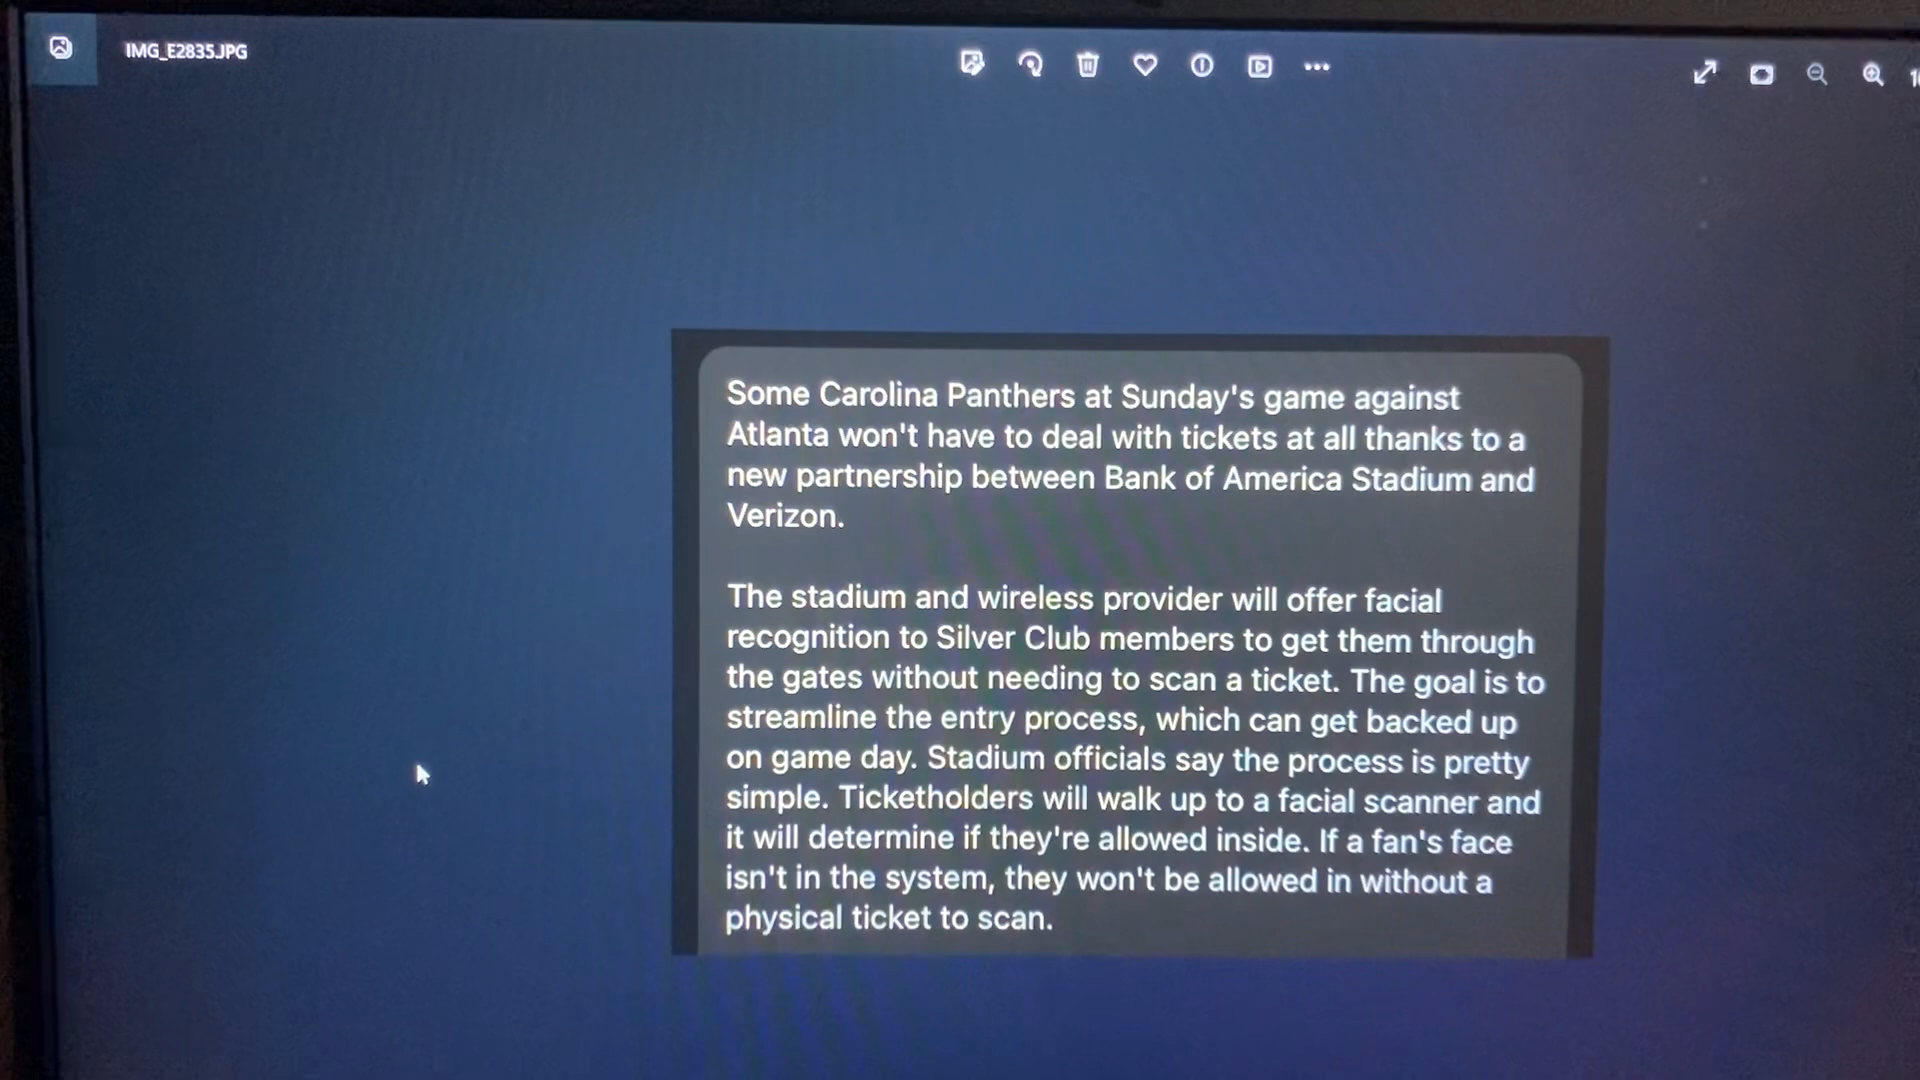 IMG_E2835.JPG
Some Carolina Panthers at Sunday's game against
Atlanta won't have to deal with tickets at all thanks to a
new partnership between Bank of America Stadium and
Verizon.
The stadium and wireless provider will offer facial
recognition to Silver Club members to get them through
the gates without needing to scan a ticket. The goal is to
streamline the entry process, which can get backed up
on game day. Stadium officials say the process is pretty
simple. Ticketholders will walk up to a facial scanner and
it will determine if they're allowed inside. If a fan's face
isn't in the system, they won't be allowed in without a
physical ticket to scan.